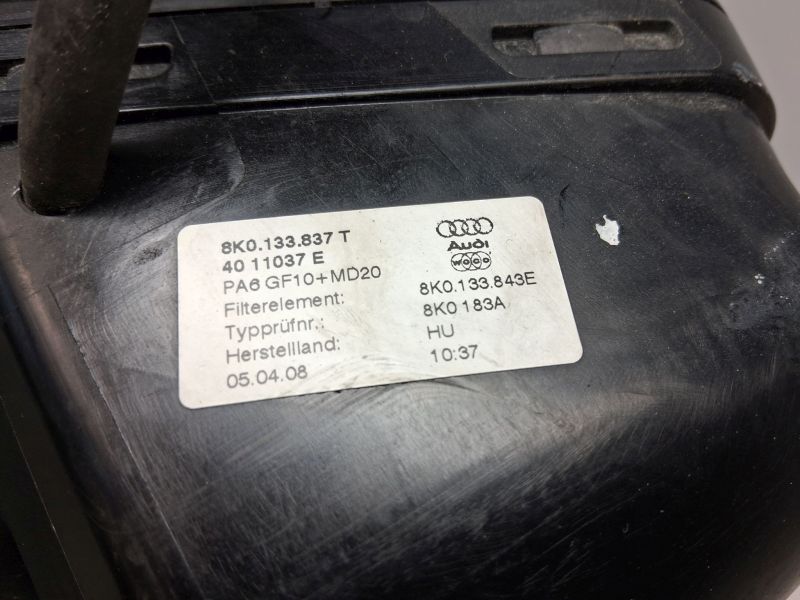 8K0.133.837 T
40 11037 E
PA6 GF10+MD20
Audi
woco
Filterelement: 8K0.133.843E
Typprüfnr.: 8K0 183A
Herstellland: HU
05.04.08 10:37